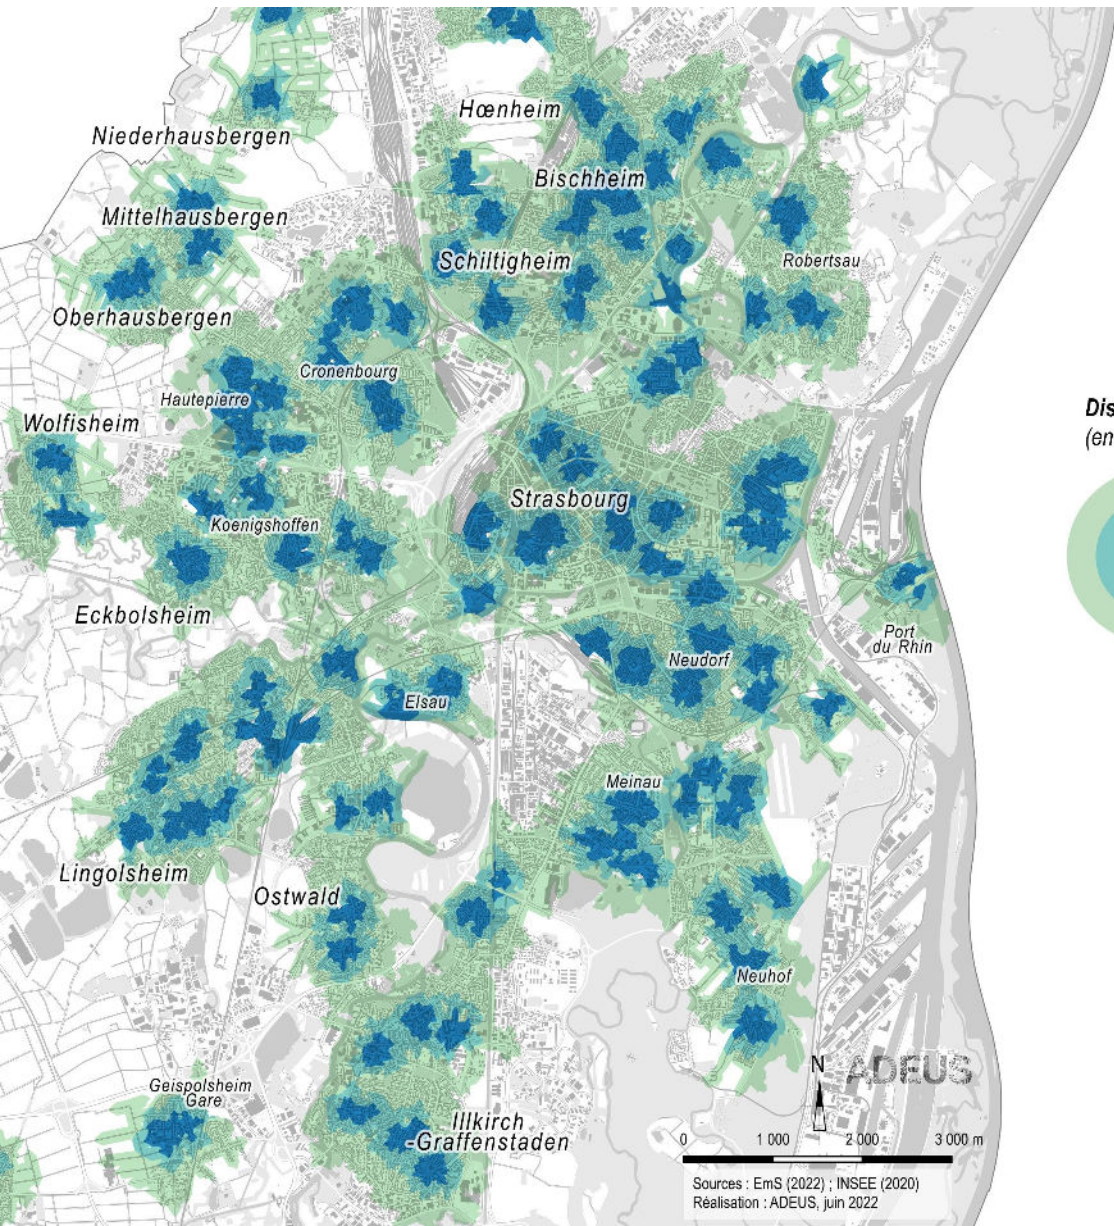 Hœnheim
Niederhausbergen
Bischheim
Mittelhausbergen
Schiltigheim
Robertsau
Oberhausbergen
Cronenbourg
Hautepierre
Wolfisheim
Strasbourg
Koenigshoffen
Eckbolsheim
Port
du Rhin
Neudorf
Elsau
Meinau
Lingolsheim
Ostwald
Neuhof
Geispolsheim
Gare
Illkirch
-Graffenstaden
N
ADEUS
0 1 000 2 000 3 000 m
Sources : EmS (2022) ; INSEE (2020)
Réalisation : ADEUS, juin 2022